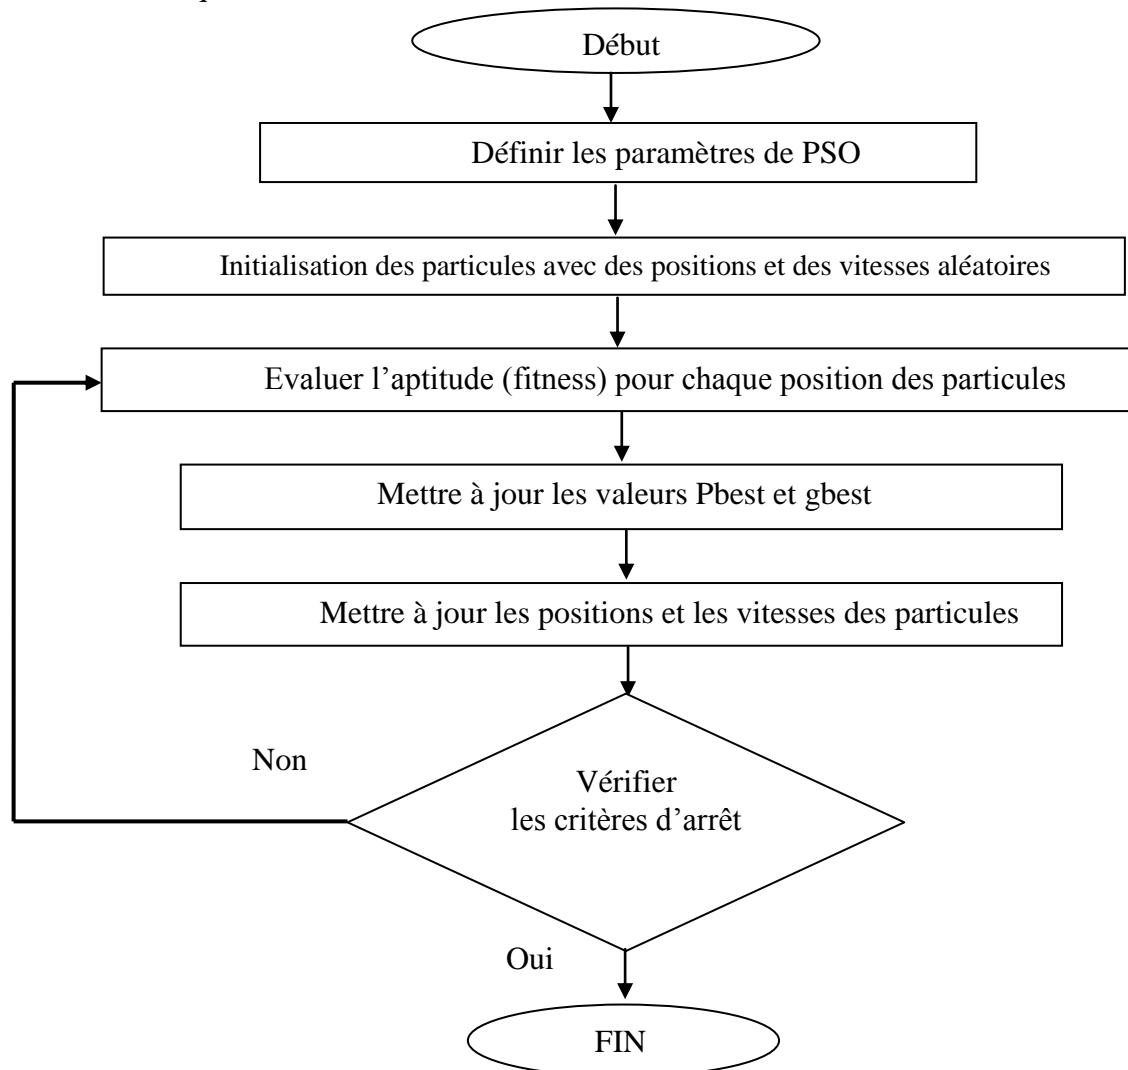 Début
Définir les paramètres de PSO
Initialisation des particules avec des positions et des vitesses aléatoires
Evaluer l’aptitude (fitness) pour chaque position des particules
Mettre à jour les valeurs Pbest et gbest
Mettre à jour les positions et les vitesses des particules
Non
Vérifier
les critères d’arrêt
Oui
FIN